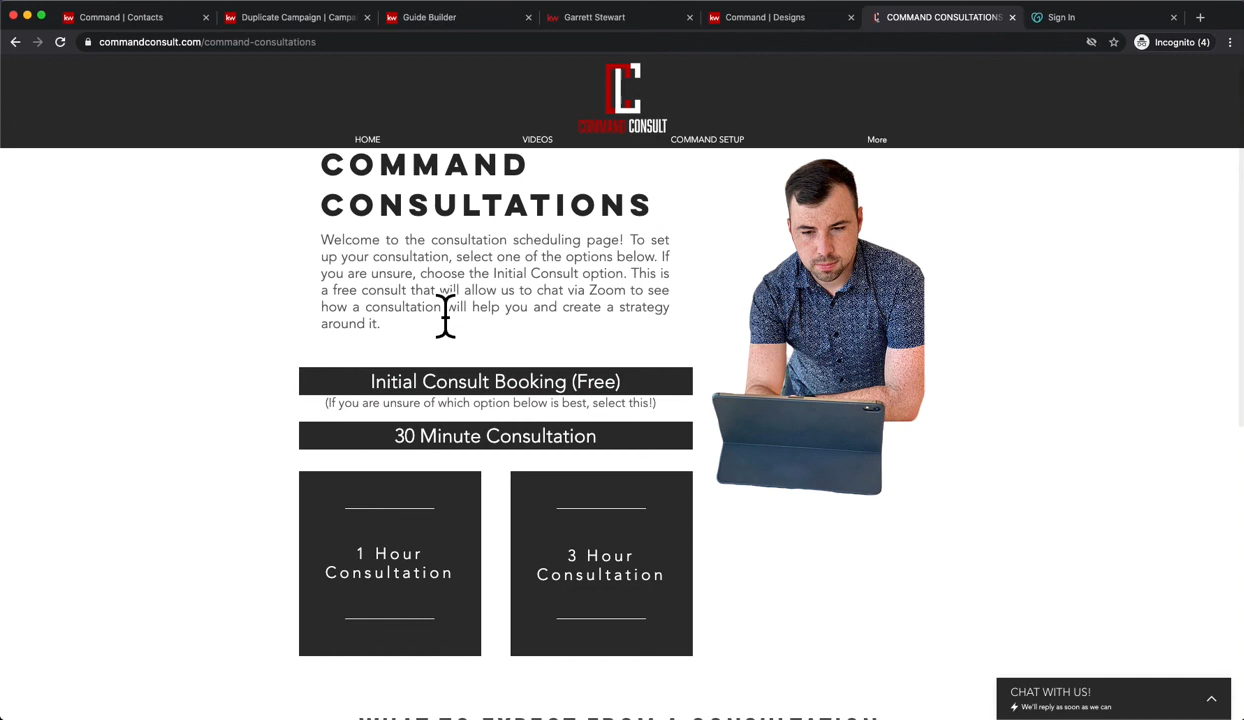 Command | Contacts
Duplicate Campaign | Campa
Guide Builder
Garrett Stewart
Command | Designs
COMMAND CONSULTATIONS
Sign In
commandconsult.com/command-consultations
Incognito (4)
COMMAND CONSULT
HOME
VIDEOS
COMMAND SETUP
More
COMMAND
CONSULTATIONS
Welcome to the consultation scheduling page! To set
up your consultation, select one of the options below. If
you are unsure, choose the Initial Consult option. This is
a free consult that will allow us to chat via Zoom to see
how a consultation will help you and create a strategy
around it.
Initial Consult Booking (Free)
(If you are unsure of which option below is best, select this!)
30 Minute Consultation
1 Hour
Consultation
3 Hour
Consultation
CHAT WITH US!
We'll reply as soon as we can
WHAT TO EXPECT FROM A CONSULTATION